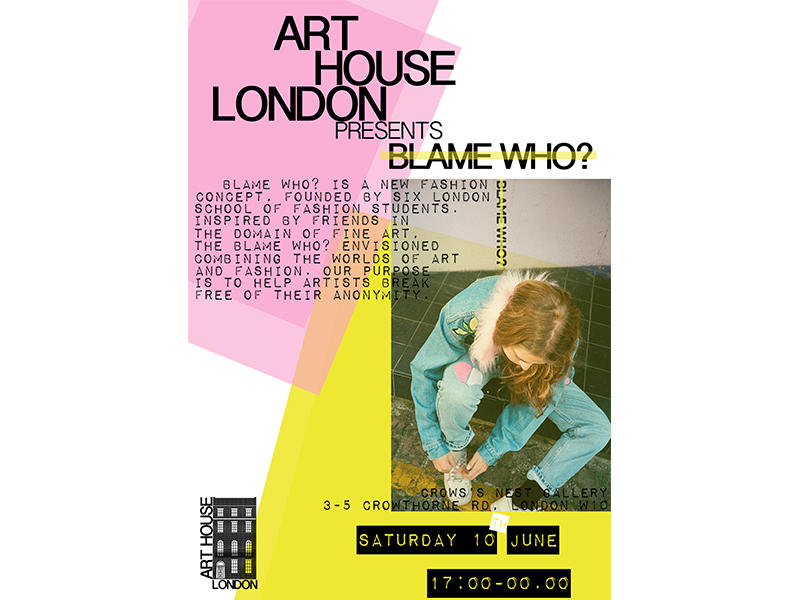 ART
HOUSE
LONDON
PRESENTS
BLAME WHO?
BLAME WHO? IS A NEW FASHION
CONCEPT, FOUNDED BY SIX LONDON
SCHOOL OF FASHION STUDENTS.
INSPIRED BY FRIENDS IN
THE DOMAIN OF FINE ART,
THE BLAME WHO? ENVISIONED
COMBINING THE WORLDS OF ART
AND FASHION. OUR PURPOSE
IS TO HELP ARTISTS BREAK
FREE OF THEIR ANONYMITY.
BLAME WHO?
CROWS'S NEST GALLERY
3-5 CROWTHORNE RD, LONDON W10
SATURDAY 10TH JUNE
17:00-00.00
ART HOUSE
LONDON